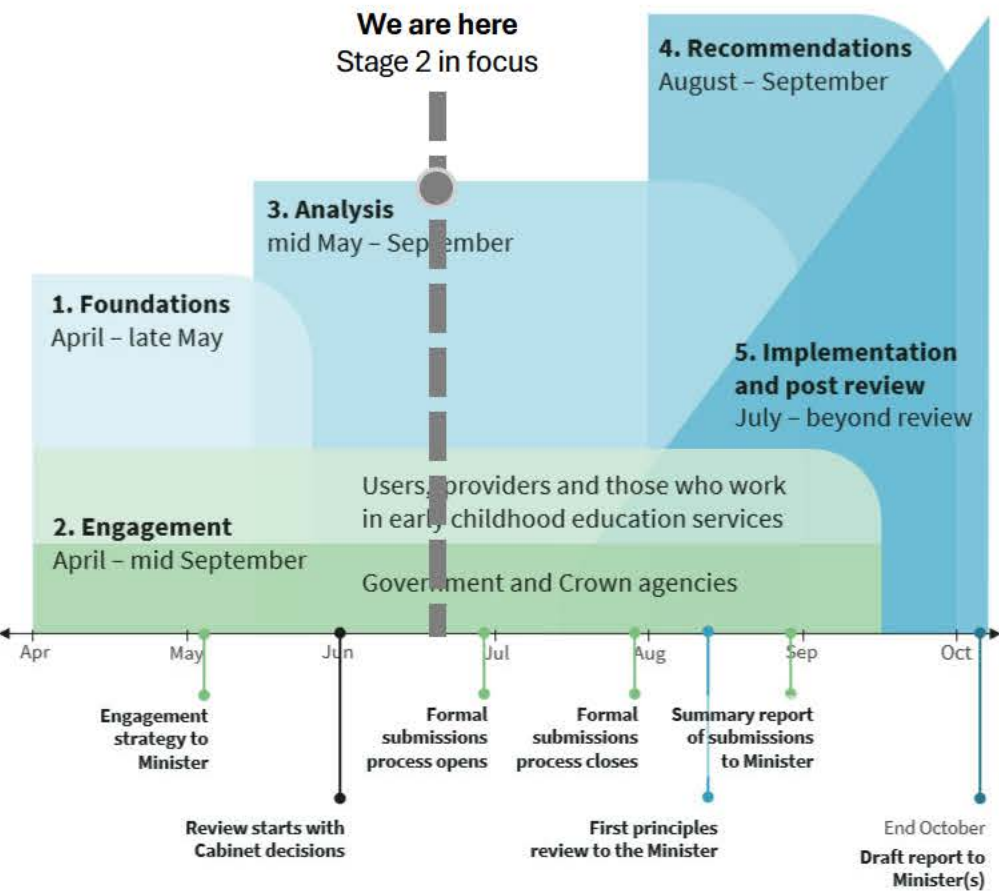 We are here
Stage 2 in focus
4. Recommendations
August – September
3. Analysis
mid May – September
1. Foundations
April – late May
5. Implementation
and post review
July – beyond review
Users, providers and those who work
in early childhood education services
2. Engagement
April – mid September
Government and Crown agencies
Apr
May
Jun
Jul
Aug
Sep
Oct
Engagement
strategy to
Minister
Formal
submissions
process opens
Formal
submissions
process closes
Summary report
of submissions
to Minister
Review starts with
Cabinet decisions
First principles
review to the Minister
End October
Draft report to
Minister(s)